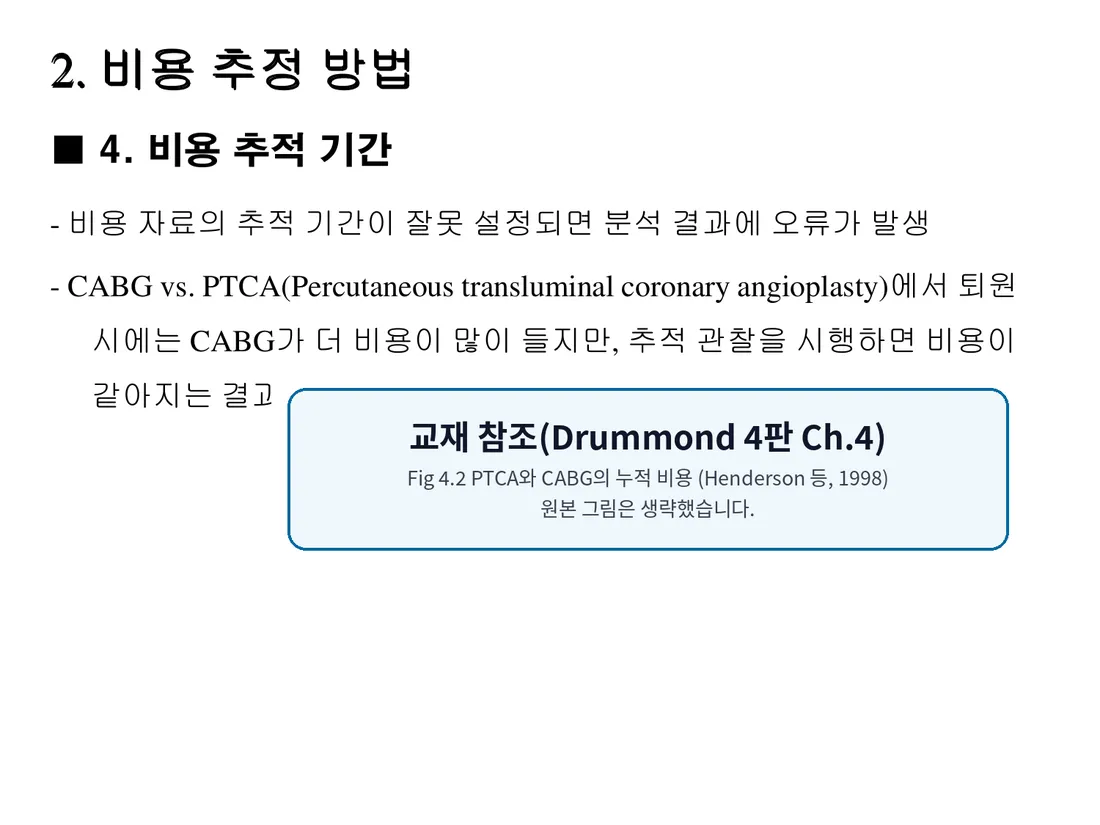 2. 비용 추정 방법
■ 4. 비용 추적 기간
- 비용 자료의 추적 기간이 잘못 설정되면 분석 결과에 오류가 발생
- CABG vs. PTCA(Percutaneous transluminal coronary angioplasty)에서 퇴원
시에는 CABG가 더 비용이 많이 들지만, 추적 관찰을 시행하면 비용이
같아지는
교재 참조(Drummond 4판 Ch.4)
Fig 4.2 PTCA와 CABG의 누적 비용 (Henderson 등, 1998)
원본 그림은 생략했습니다.